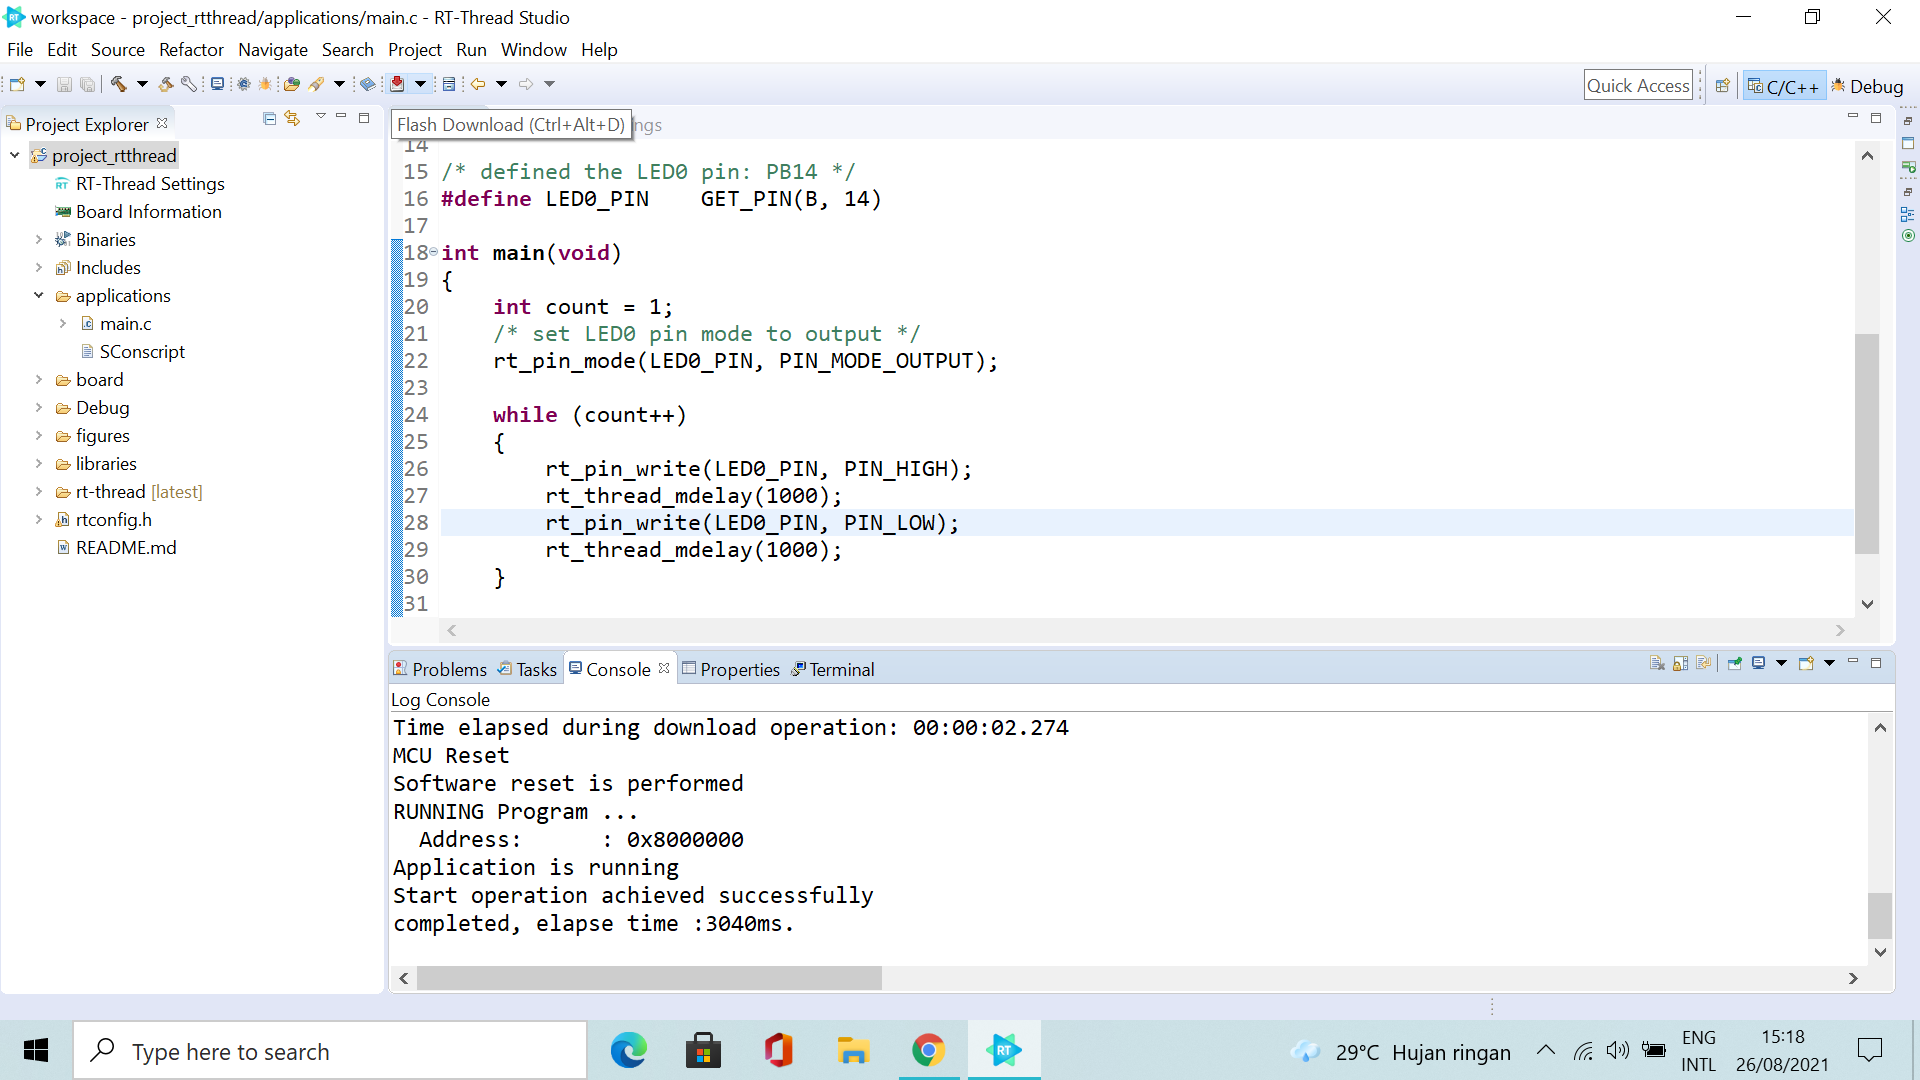 workspace - project_rtthread/applications/main.c - RT-Thread Studio
File Edit Source Refactor Navigate Search Project Run Window Help
Quick Access
C/C++
Debug
Project Explorer
project_rtthread
RT-Thread Settings
Board Information
Binaries
Includes
applications
main.c
SConscript
board
Debug
figures
libraries
rt-thread [latest]
rtconfig.h
README.md
Flash Download (Ctrl+Alt+D)
ngs
14
15 /* defined the LED0 pin: PB14 */
16 #define LED0_PIN    GET_PIN(B, 14)
17
18 int main(void)
19 {
20     int count = 1;
21     /* set LED0 pin mode to output */
22     rt_pin_mode(LED0_PIN, PIN_MODE_OUTPUT);
23
24     while (count++)
25     {
26         rt_pin_write(LED0_PIN, PIN_HIGH);
27         rt_thread_mdelay(1000);
28         rt_pin_write(LED0_PIN, PIN_LOW);
29         rt_thread_mdelay(1000);
30     }
31
Problems Tasks Console Properties Terminal
Log Console
Time elapsed during download operation: 00:00:02.274
MCU Reset
Software reset is performed
RUNNING Program ...
  Address:      : 0x8000000
Application is running
Start operation achieved successfully
completed, elapse time :3040ms.
Type here to search
RT
29°C Hujan ringan
ENG
INTL
15:18
26/08/2021